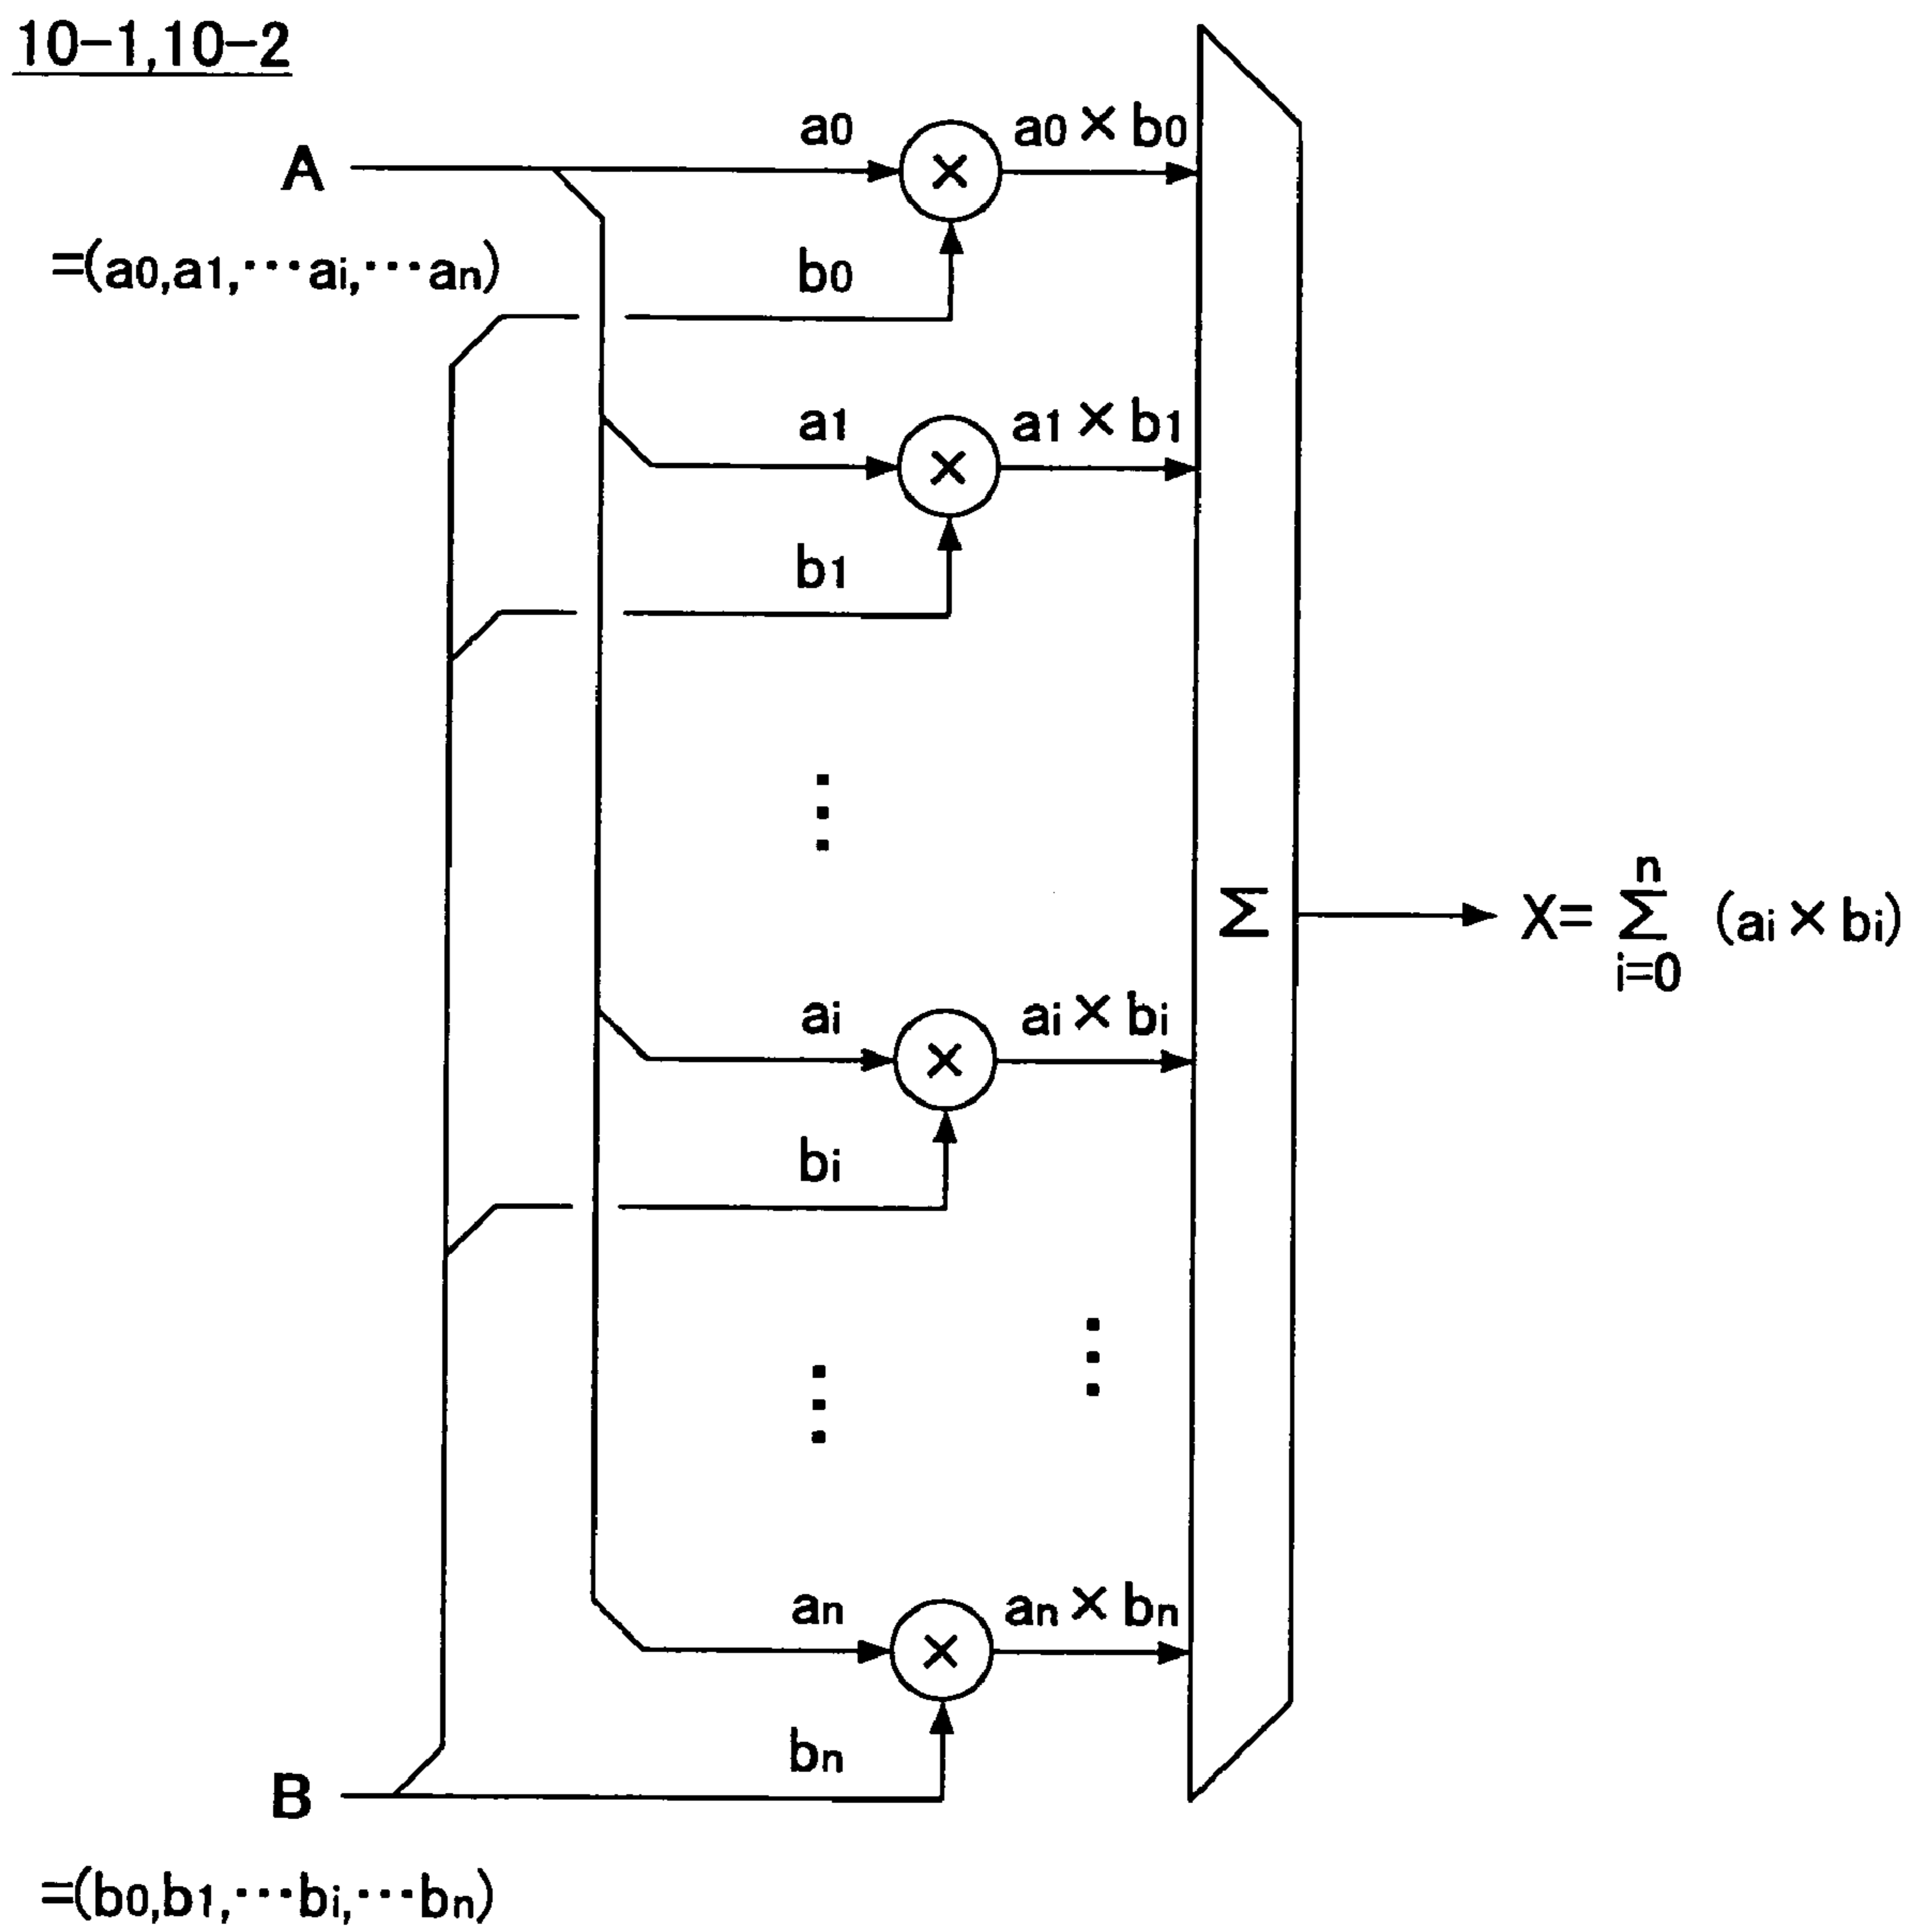 10-1,10-2
a0
a0 × b0
A
=(a0,a1,···ai,···an)
b0
a1
a1 × b1
b1
Σ
n
X= Σ (ai × bi)
i=0
ai
ai × bi
bi
an
an × bn
bn
B
=(b0,b1,···bi,···bn)